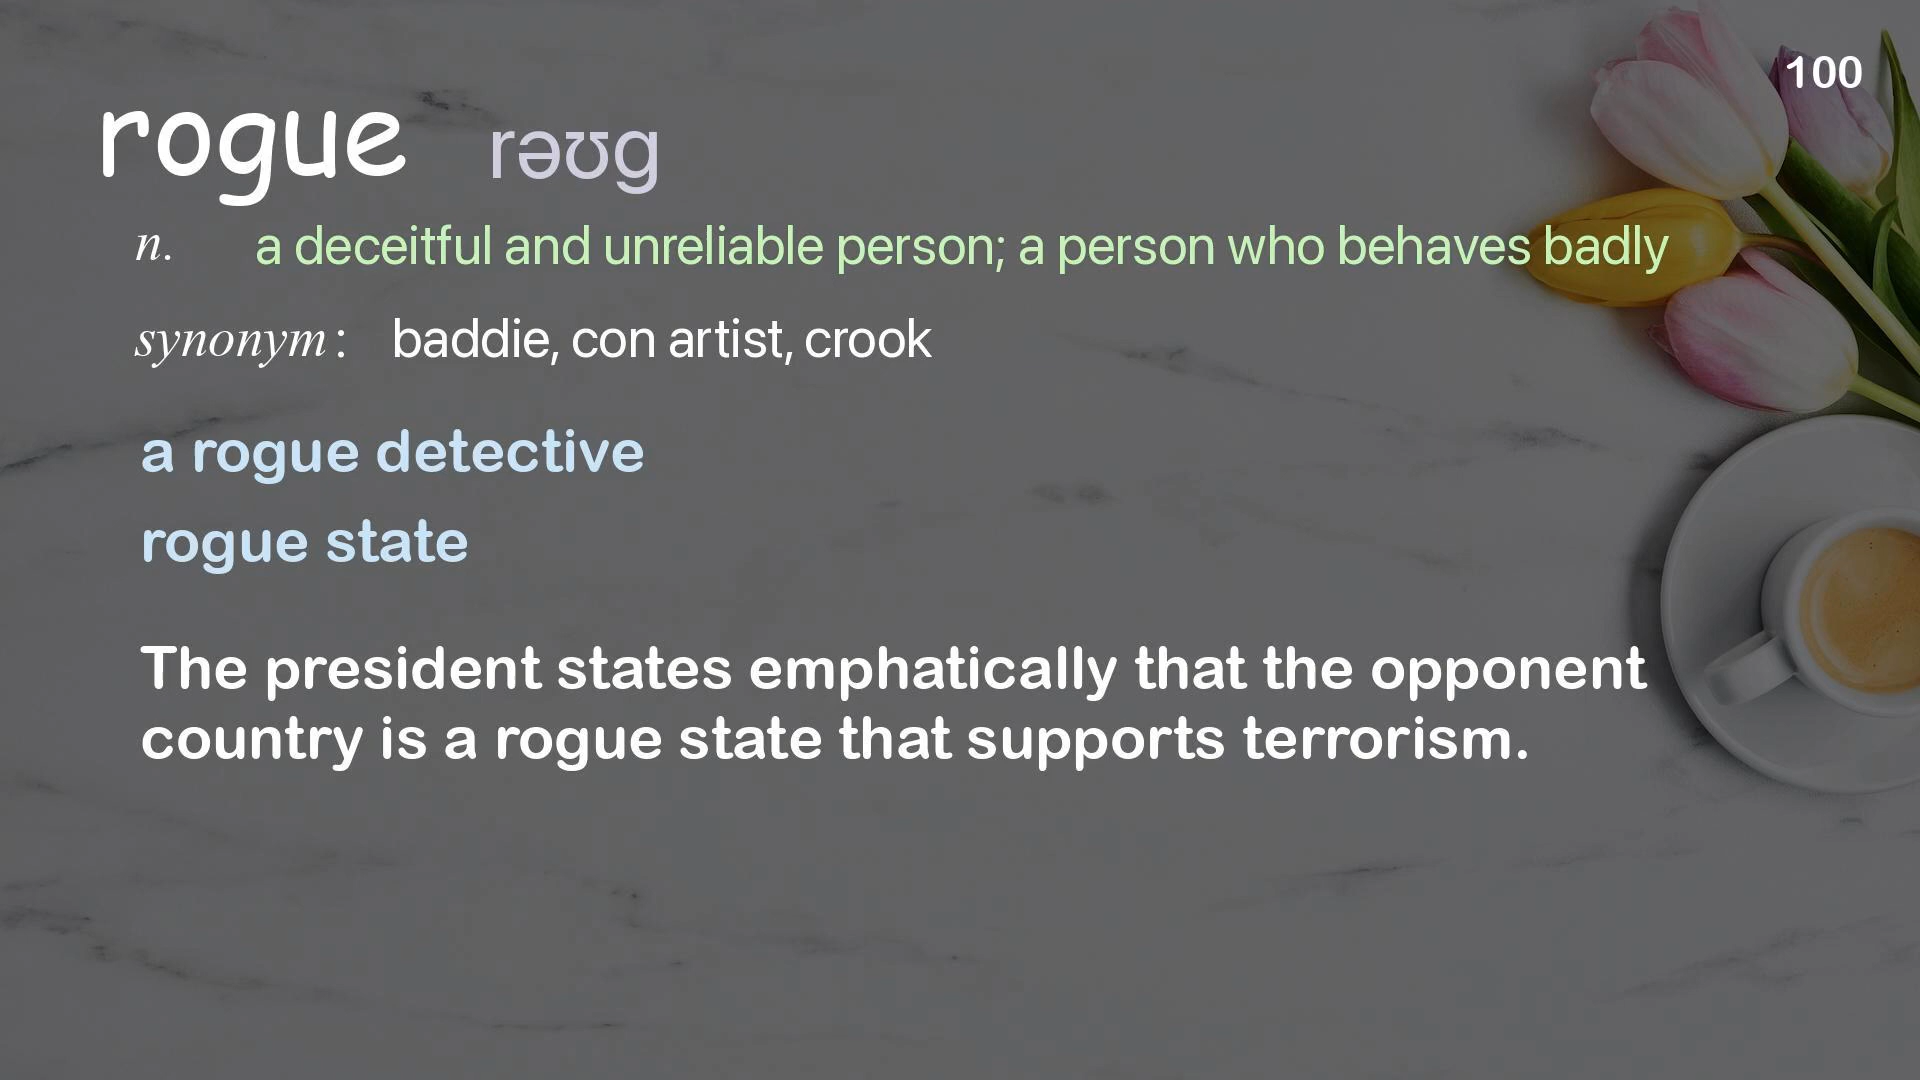 100
rogue rəʊg
n. a deceitful and unreliable person; a person who behaves badly
synonym: baddie, con artist, crook
a rogue detective
rogue state
The president states emphatically that the opponent
country is a rogue state that supports terrorism.